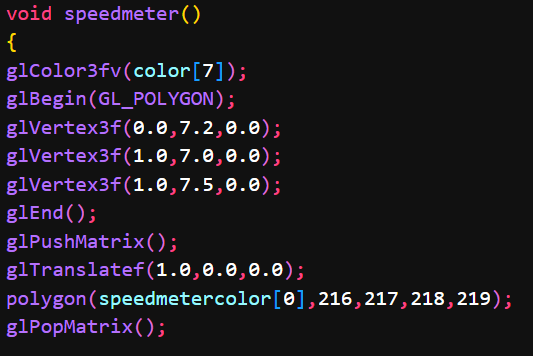 void speedmeter()
{
glColor3fv(color[7]);
glBegin(GL_POLYGON);
glVertex3f(0.0,7.2,0.0);
glVertex3f(1.0,7.0,0.0);
glVertex3f(1.0,7.5,0.0);
glEnd();
glPushMatrix();
glTranslatef(1.0,0.0,0.0);
polygon(speedmetercolor[0],216,217,218,219);
glPopMatrix();